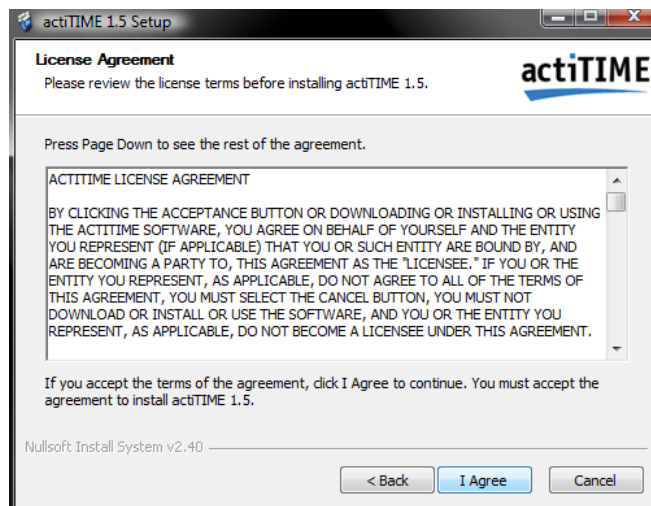 actiTIME 1.5 Setup
License Agreement
Please review the license terms before installing actiTIME 1.5.
actiTIME
Press Page Down to see the rest of the agreement.
ACTITIME LICENSE AGREEMENT
BY CLICKING THE ACCEPTANCE BUTTON OR DOWNLOADING OR INSTALLING OR USING
THE ACTITIME SOFTWARE, YOU AGREE ON BEHALF OF YOURSELF AND THE ENTITY
YOU REPRESENT (IF APPLICABLE) THAT YOU OR SUCH ENTITY ARE BOUND BY, AND
ARE BECOMING A PARTY TO, THIS AGREEMENT AS THE "LICENSEE." IF YOU OR THE
ENTITY YOU REPRESENT, AS APPLICABLE, DO NOT AGREE TO ALL OF THE TERMS OF
THIS AGREEMENT, YOU MUST SELECT THE CANCEL BUTTON, YOU MUST NOT
DOWNLOAD OR INSTALL OR USE THE SOFTWARE, AND YOU OR THE ENTITY YOU
REPRESENT, AS APPLICABLE, DO NOT BECOME A LICENSEE UNDER THIS AGREEMENT.
If you accept the terms of the agreement, click I Agree to continue. You must accept the
agreement to install actiTIME 1.5.
Nullsoft Install System v2.40
< Back
I Agree
Cancel